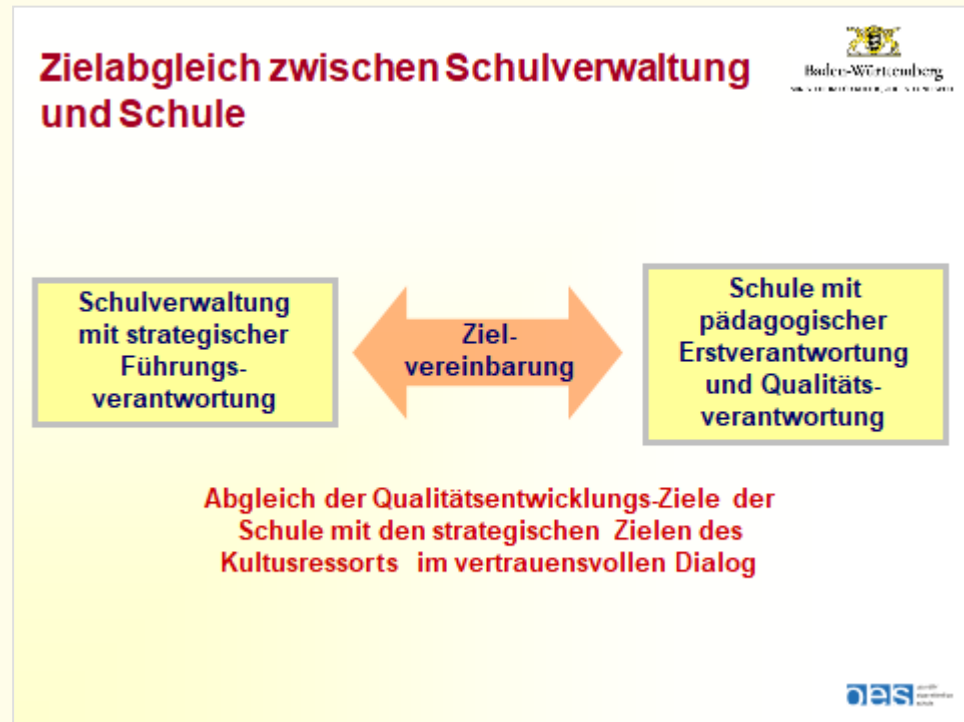 Zielabgleich zwischen Schulverwaltung
und Schule
Baden-Württemberg
Schulverwaltung
mit strategischer
Führungs-
verantwortung
Ziel-
vereinbarung
Schule mit
pädagogischer
Erstverantwortung
und Qualitäts-
verantwortung
Abgleich der Qualitätsentwicklungs-Ziele der
Schule mit den strategischen Zielen des
Kultusressorts im vertrauensvollen Dialog
oes